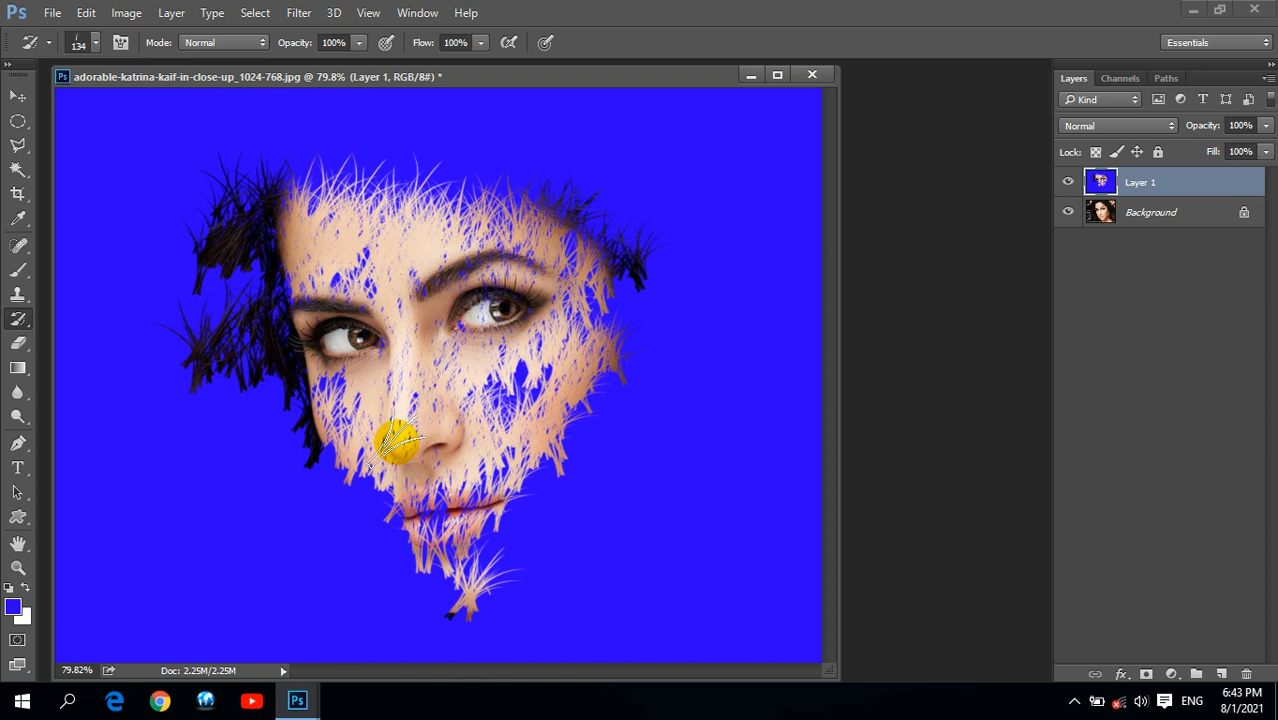 Ps File Edit Image Layer Type Select Filter 3D View Window Help
134 Mode: Normal Opacity: 100% Flow: 100% Essentials
Ps adorable-katrina-kaif-in-close-up_1024-768.jpg @ 79.8% (Layer 1, RGB/8#) *
Layers Channels Paths
Kind
Normal Opacity: 100%
Lock: Fill: 100%
Layer 1
Background
T
79.82% Doc: 2.25M/2.25M
Ps ENG 6:43 PM
8/1/2021